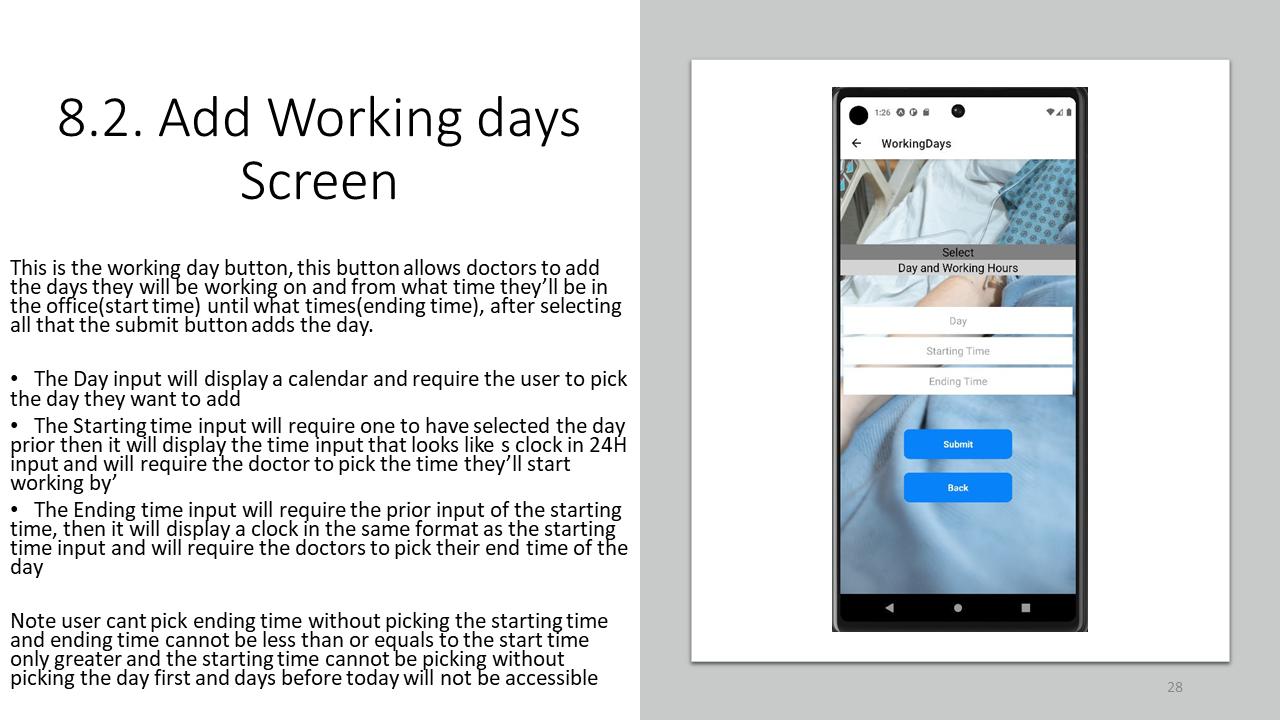 8.2. Add Working days
Screen
This is the working day button, this button allows doctors to add
the days they will be working on and from what time they'll be in
the office(start time) until what times(ending time), after selecting
all that the submit button adds the day.
• The Day input will display a calendar and require the user to pick
the day they want to add
• The Starting time input will require one to have selected the day
prior then it will display the time input that looks like s clock in 24H
input and will require the doctor to pick the time they'll start
working by'
• The Ending time input will require the prior input of the starting
time, then it will display a clock in the same format as the starting
time input and will require the doctors to pick their end time of the
day
Note user cant pick ending time without picking the starting time
and ending time cannot be less than or equals to the start time
only greater and the starting time cannot be picking without
picking the day first and days before today will not be accessible
1:26
WorkingDays
Select
Day and Working Hours
Day
Starting Time
Ending Time
Submit
Back
28